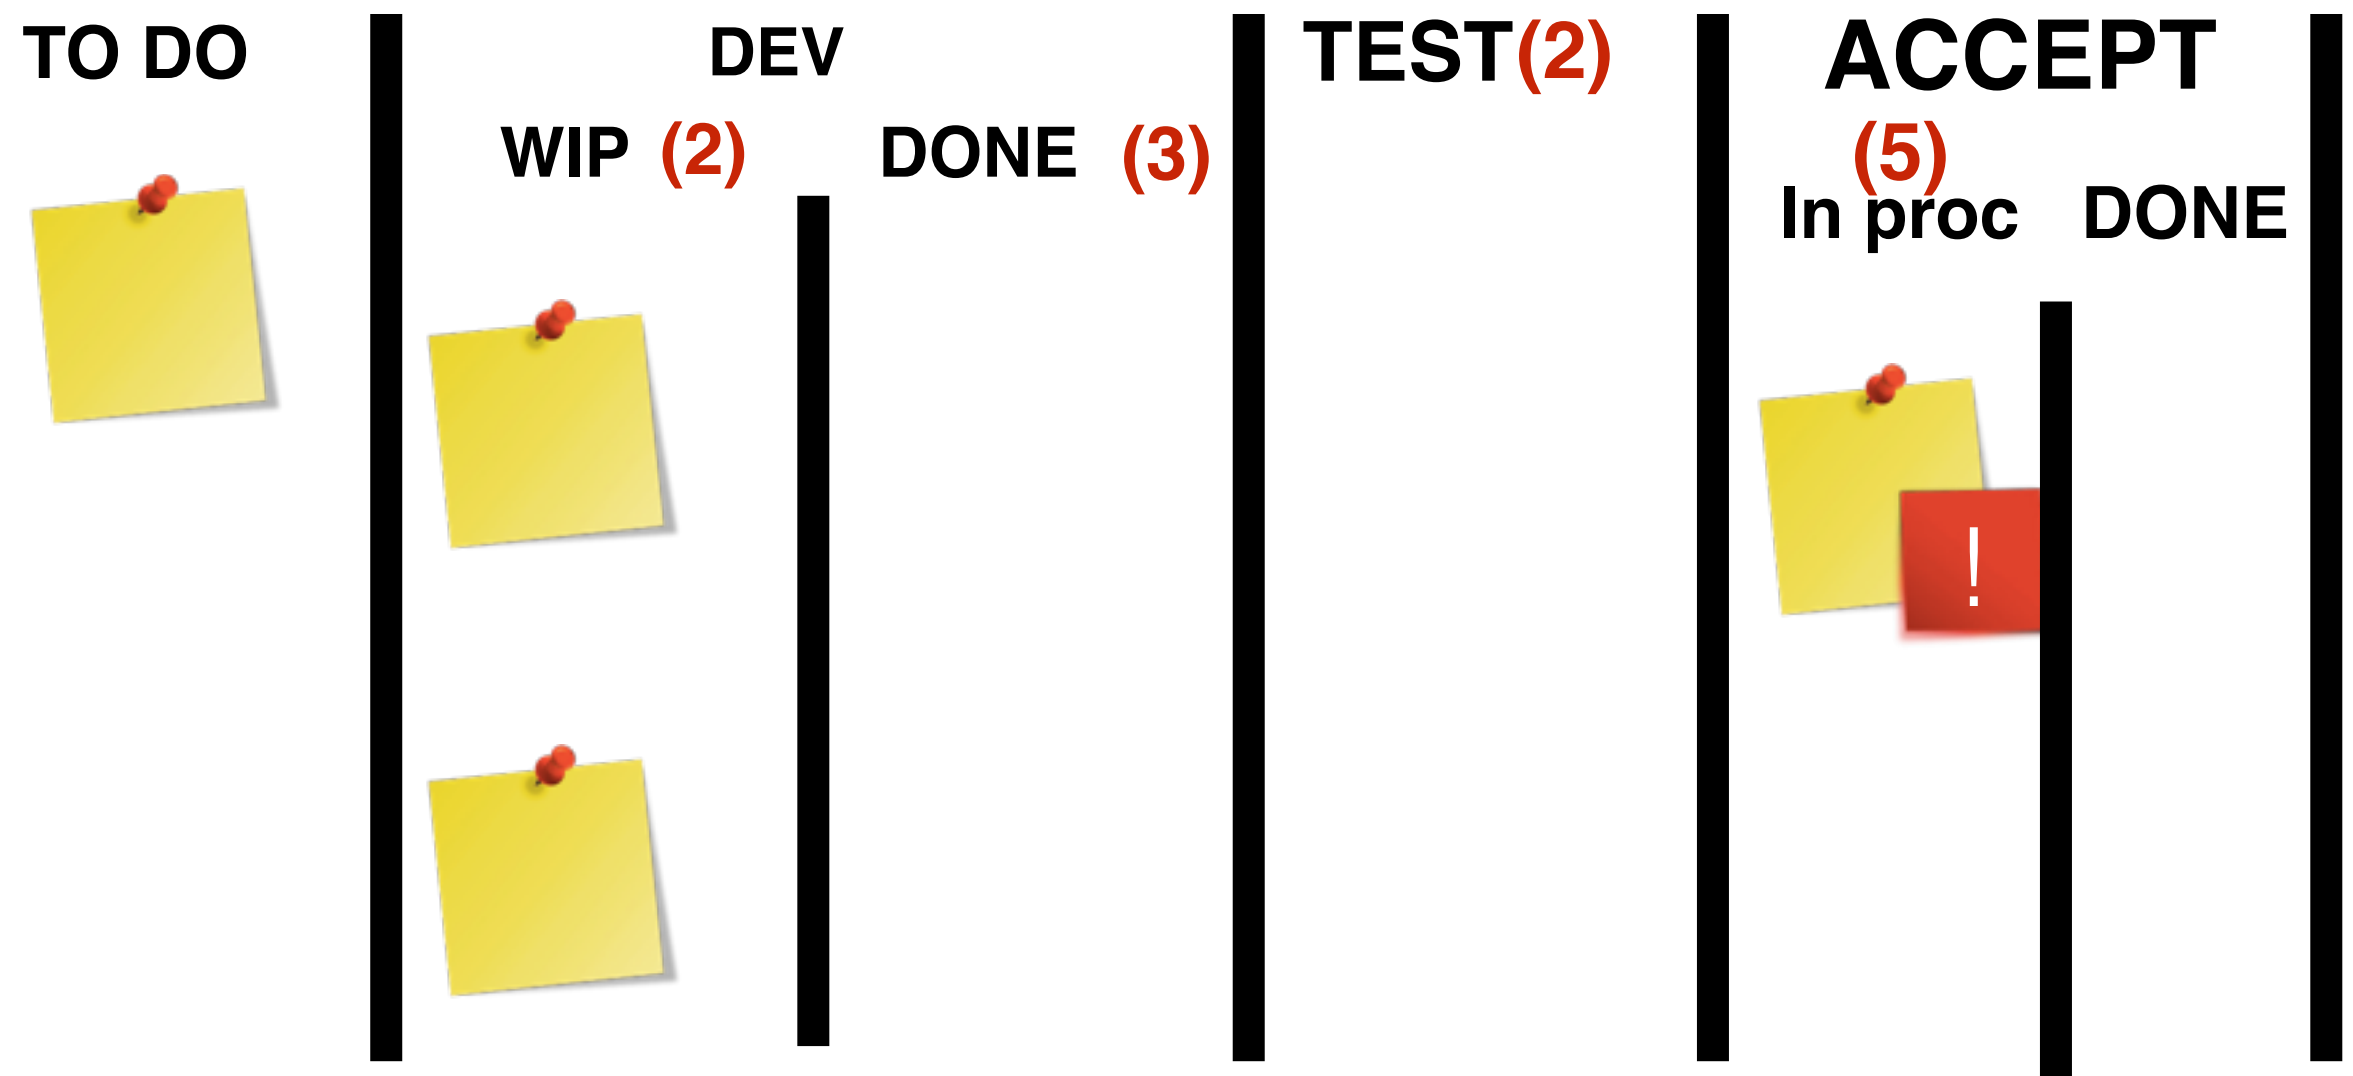 TO DO
DEV
TEST(2)
ACCEPT
WIP (2)
DONE (3)
(5)
In proc
DONE
!